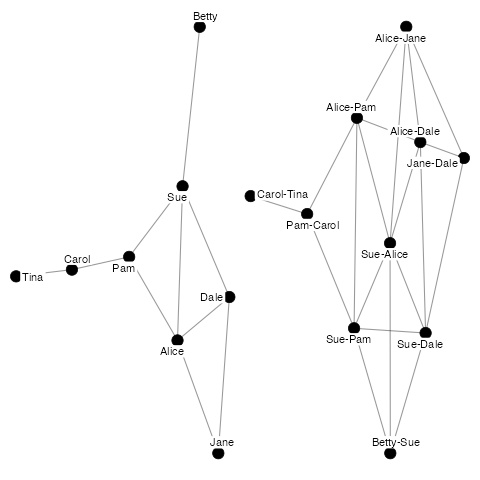 Betty
Sue
Carol
Tina
Pam
Dale
Alice
Jane
Alice-Jane
Alice-Pam
Alice-Dale
Jane-Dale
Carol-Tina
Pam-Carol
Sue-Alice
Sue-Pam
Sue-Dale
Betty-Sue